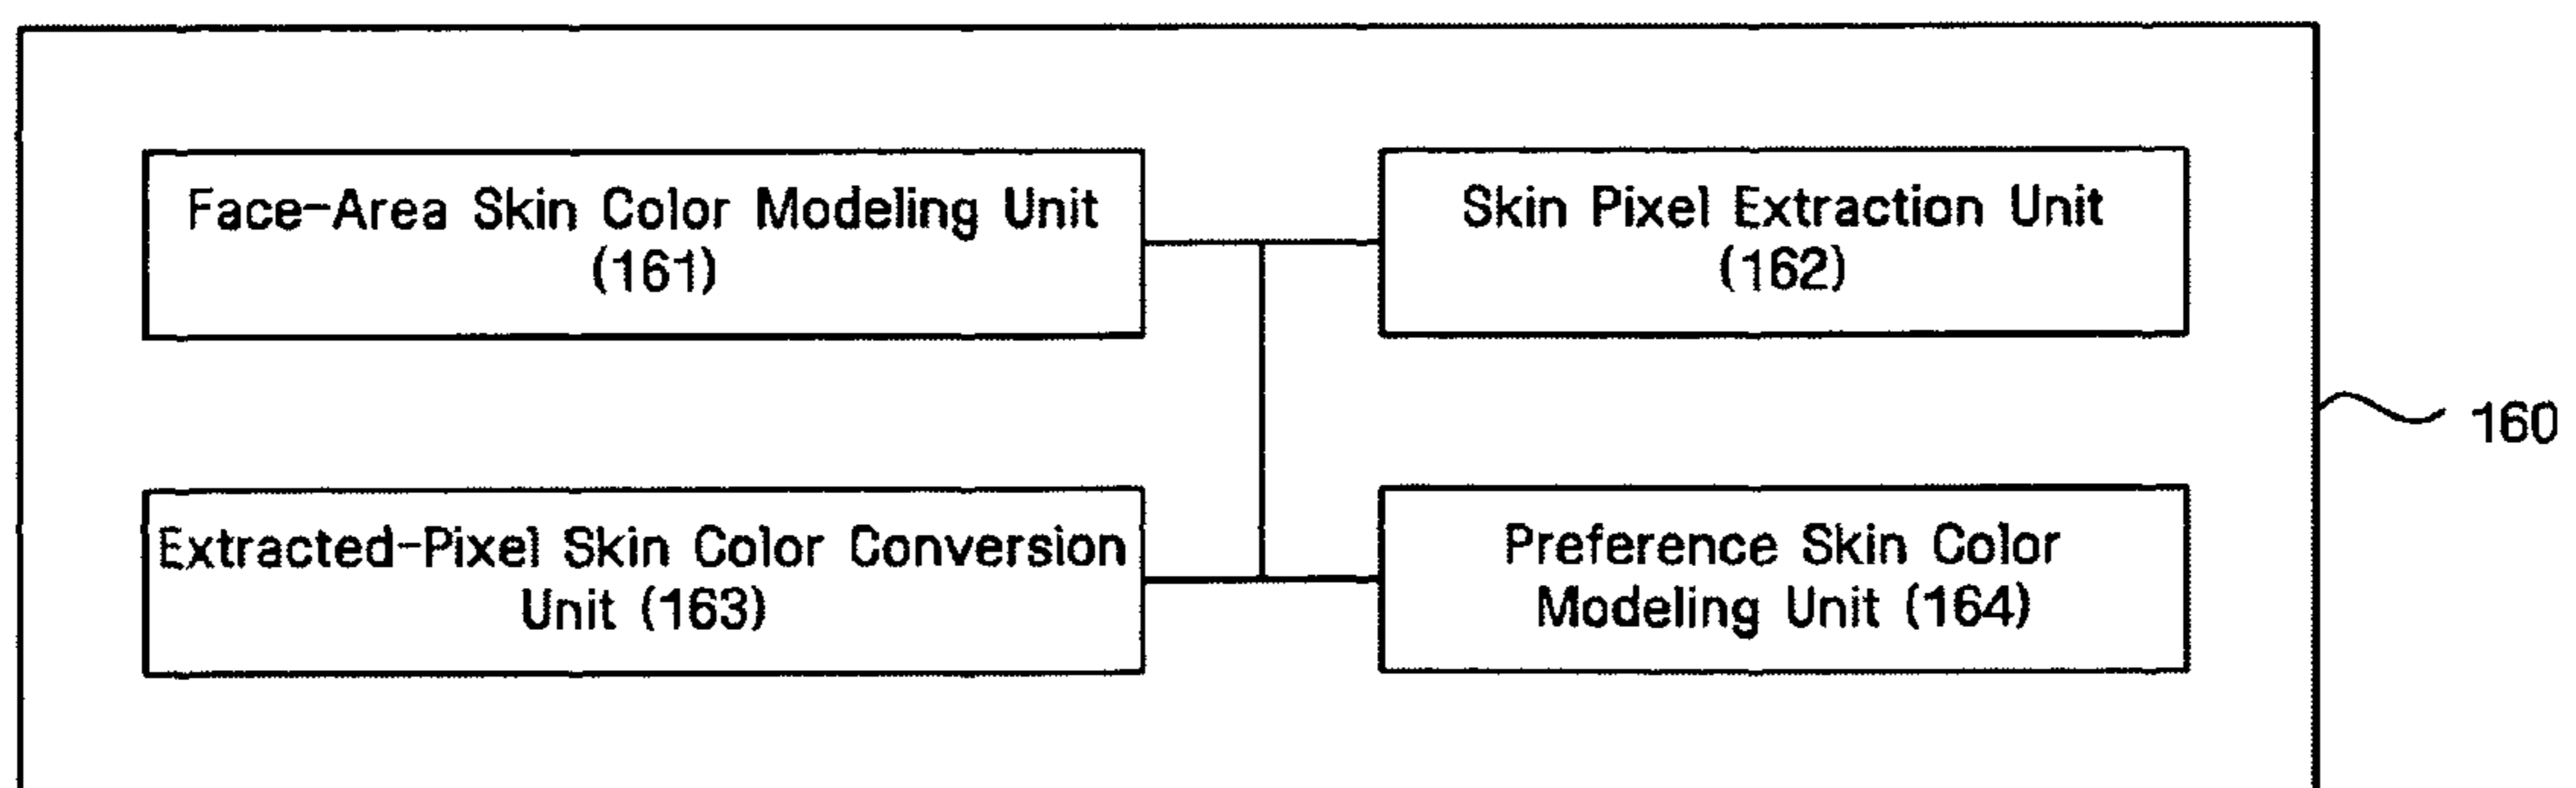 Face-Area Skin Color Modeling Unit
(161)
Skin Pixel Extraction Unit
(162)
160
Extracted-Pixel Skin Color Conversion
Unit (163)
Preference Skin Color
Modeling Unit (164)